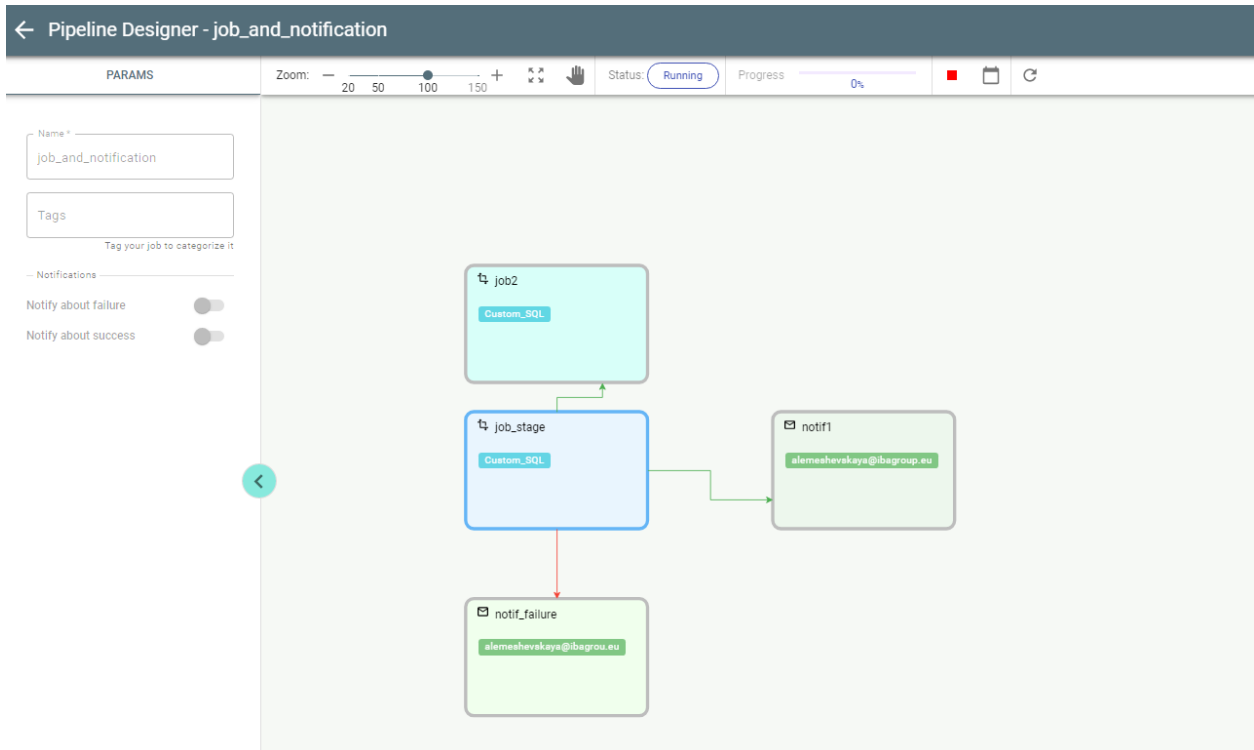 Pipeline Designer - job_and_notification
PARAMS
Zoom:
20 50 100 150
Status: Running
Progress
0%
Name *
job_and_notification
Tags
Tag your job to categorize it
Notifications
Notify about failure
Notify about success
job2
Custom_SQL
job_stage
Custom_SQL
notif1
alemeshevskaya@ibagroup.eu
notif_failure
alemeshevskaya@ibagrou.eu